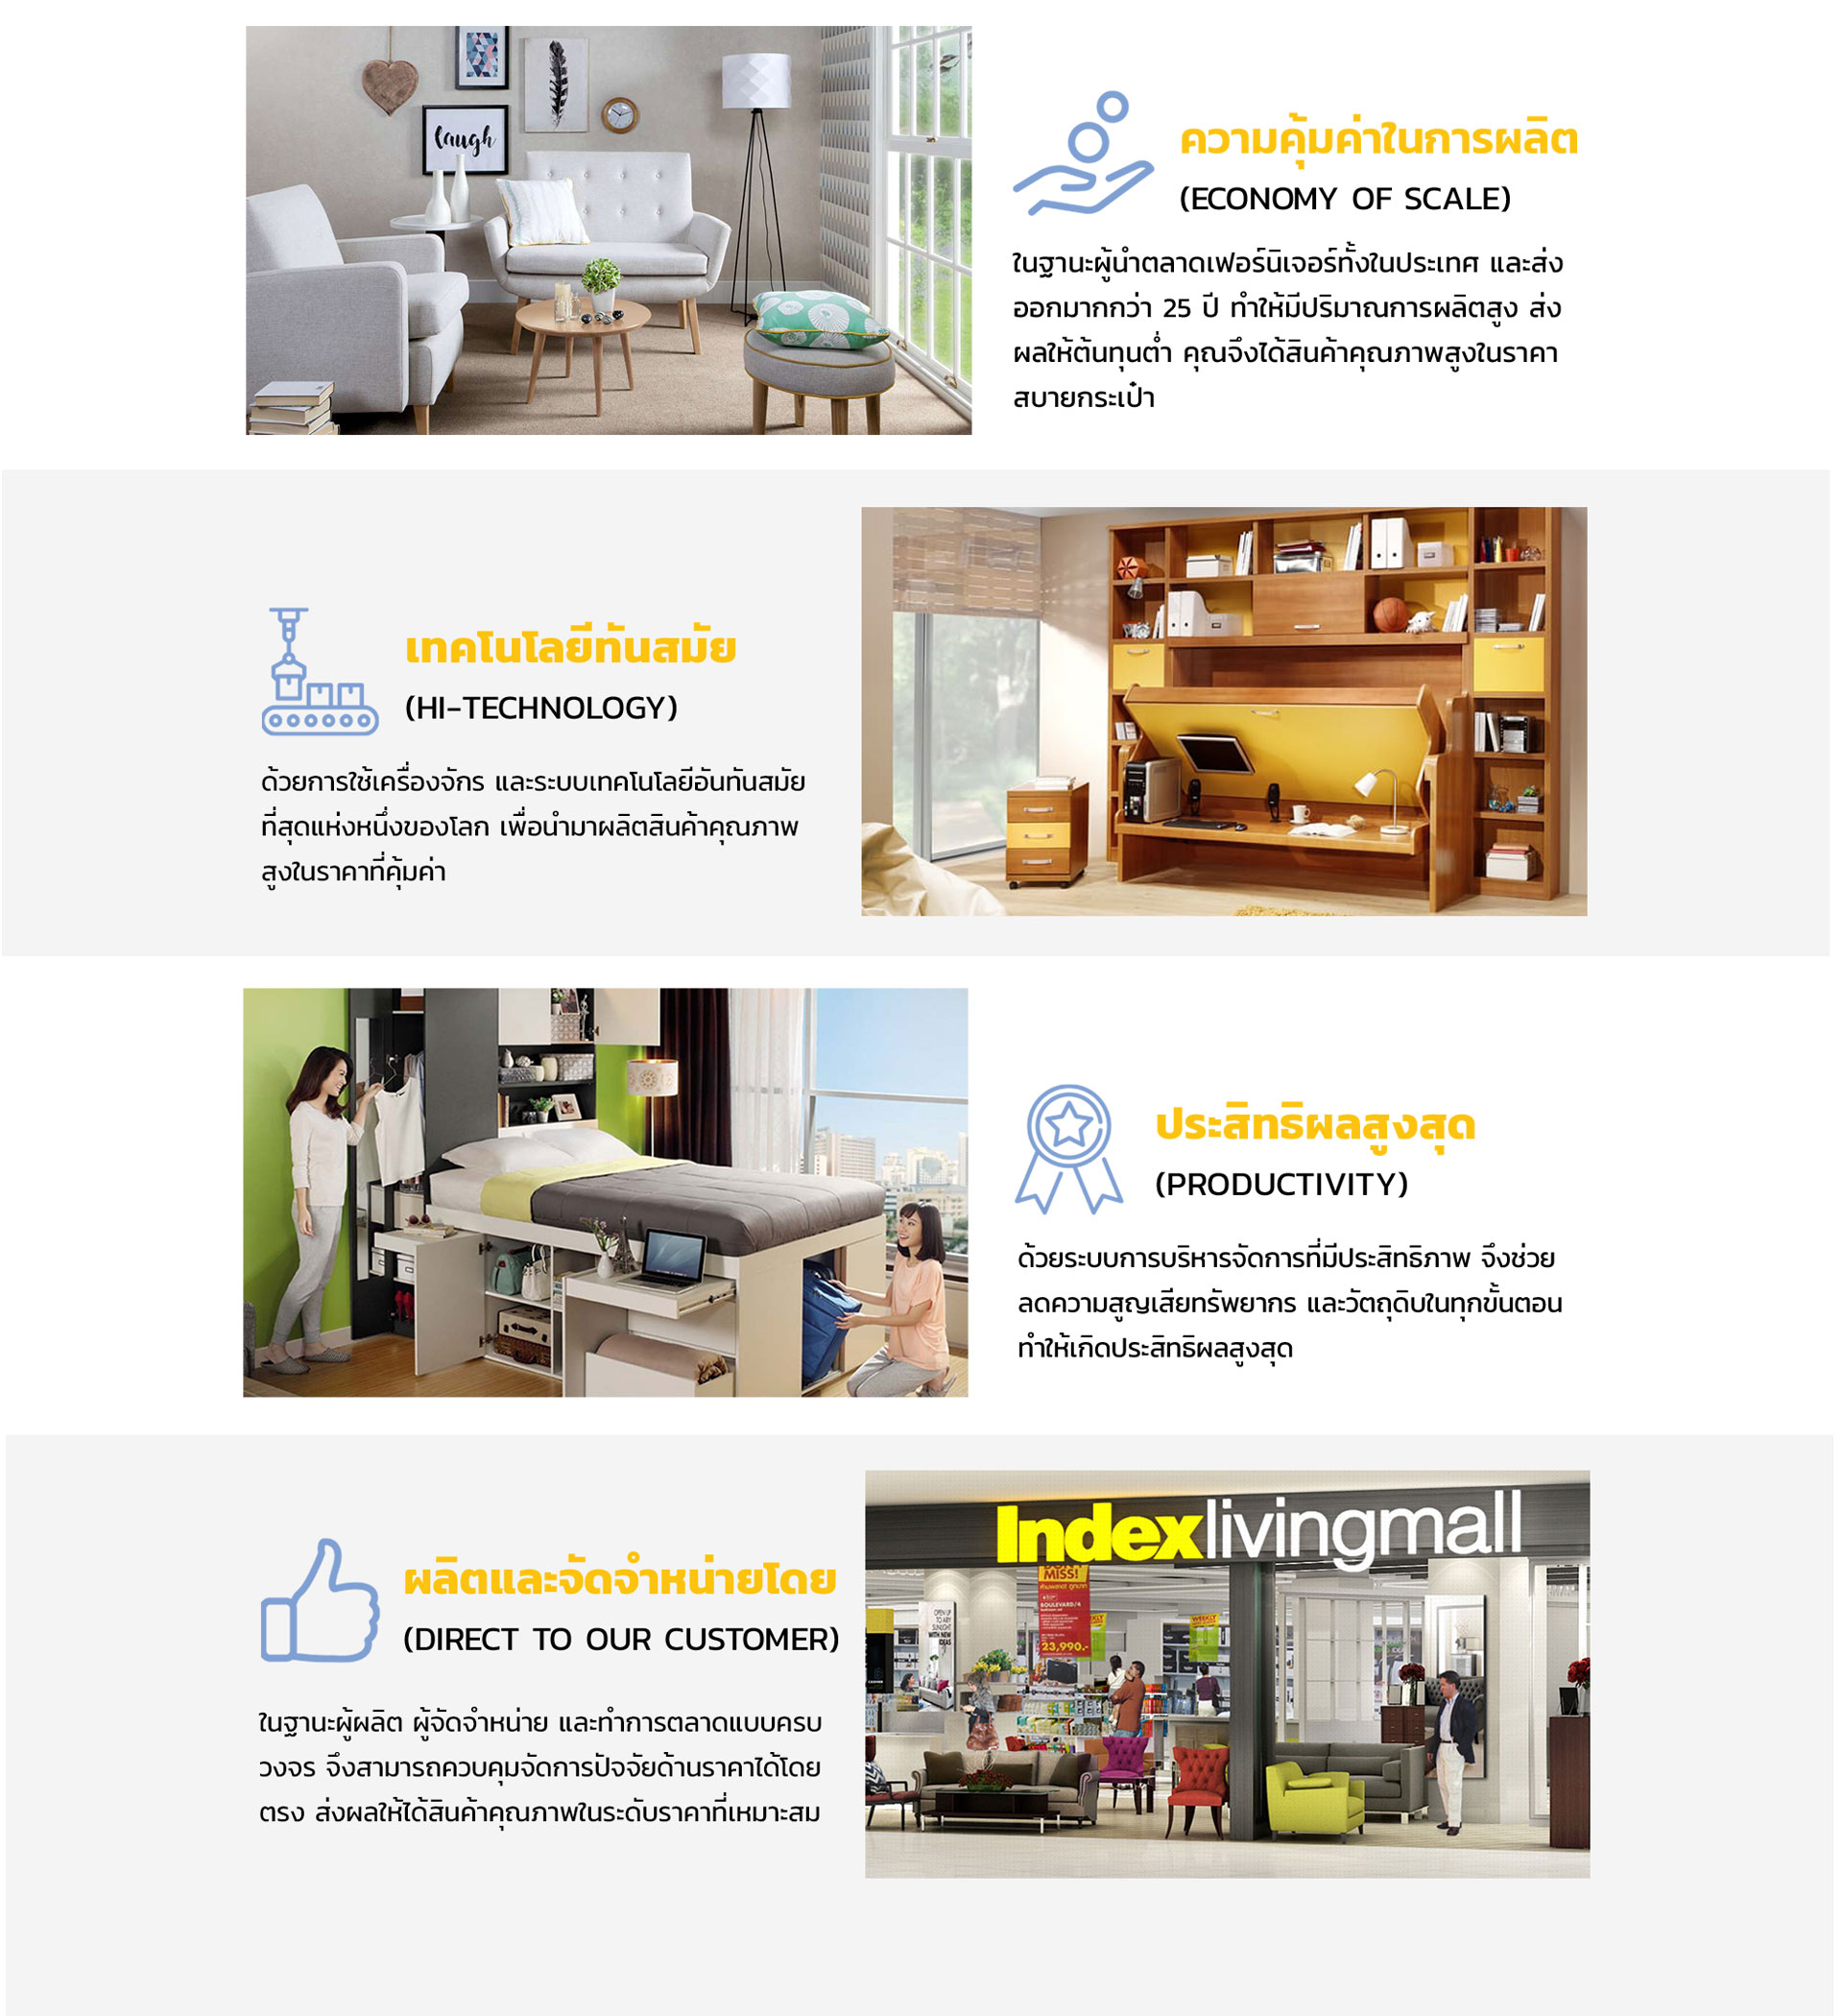 laugh
ความคุ้มค่าในการผลิต
(ECONOMY OF SCALE)
ในฐานะผู้นำตลาดเฟอร์นิเจอร์ทั้งในประเทศ และส่ง
ออกมากกว่า 25 ปี ทำให้มีปริมาณการผลิตสูง ส่ง
ผลให้ต้นทุนต่ำ คุณจึงได้สินค้าคุณภาพสูงในราคา
สบายกระเป๋า
เทคโนโลยีทันสมัย
(HI-TECHNOLOGY)
ด้วยการใช้เครื่องจักร และระบบเทคโนโลยีอันทันสมัย
ที่สุดแห่งหนึ่งของโลก เพื่อนำมาผลิตสินค้าคุณภาพ
สูงในราคาที่คุ้มค่า
ประสิทธิผลสูงสุด
(PRODUCTIVITY)
ด้วยระบบการบริหารจัดการที่มีประสิทธิภาพ จึงช่วย
ลดความสูญเสียทรัพยากร และวัตถุดิบในทุกขั้นตอน
ทำให้เกิดประสิทธิผลสูงสุด
ผลิตและจัดจำหน่ายโดย
(DIRECT TO OUR CUSTOMER)
ในฐานะผู้ผลิต ผู้จัดจำหน่าย และทำการตลาดแบบครบ
วงจร จึงสามารถควบคุมจัดการปัจจัยด้านราคาได้โดย
ตรง ส่งผลให้ได้สินค้าคุณภาพในระดับราคาที่เหมาะสม
Indexlivingmall
MISS!
BOULEVARD/4
23,990.-
OPEN UP
TO AIRY
SUNLIGHT
WITH NEW
IDEAS
WEEKLY